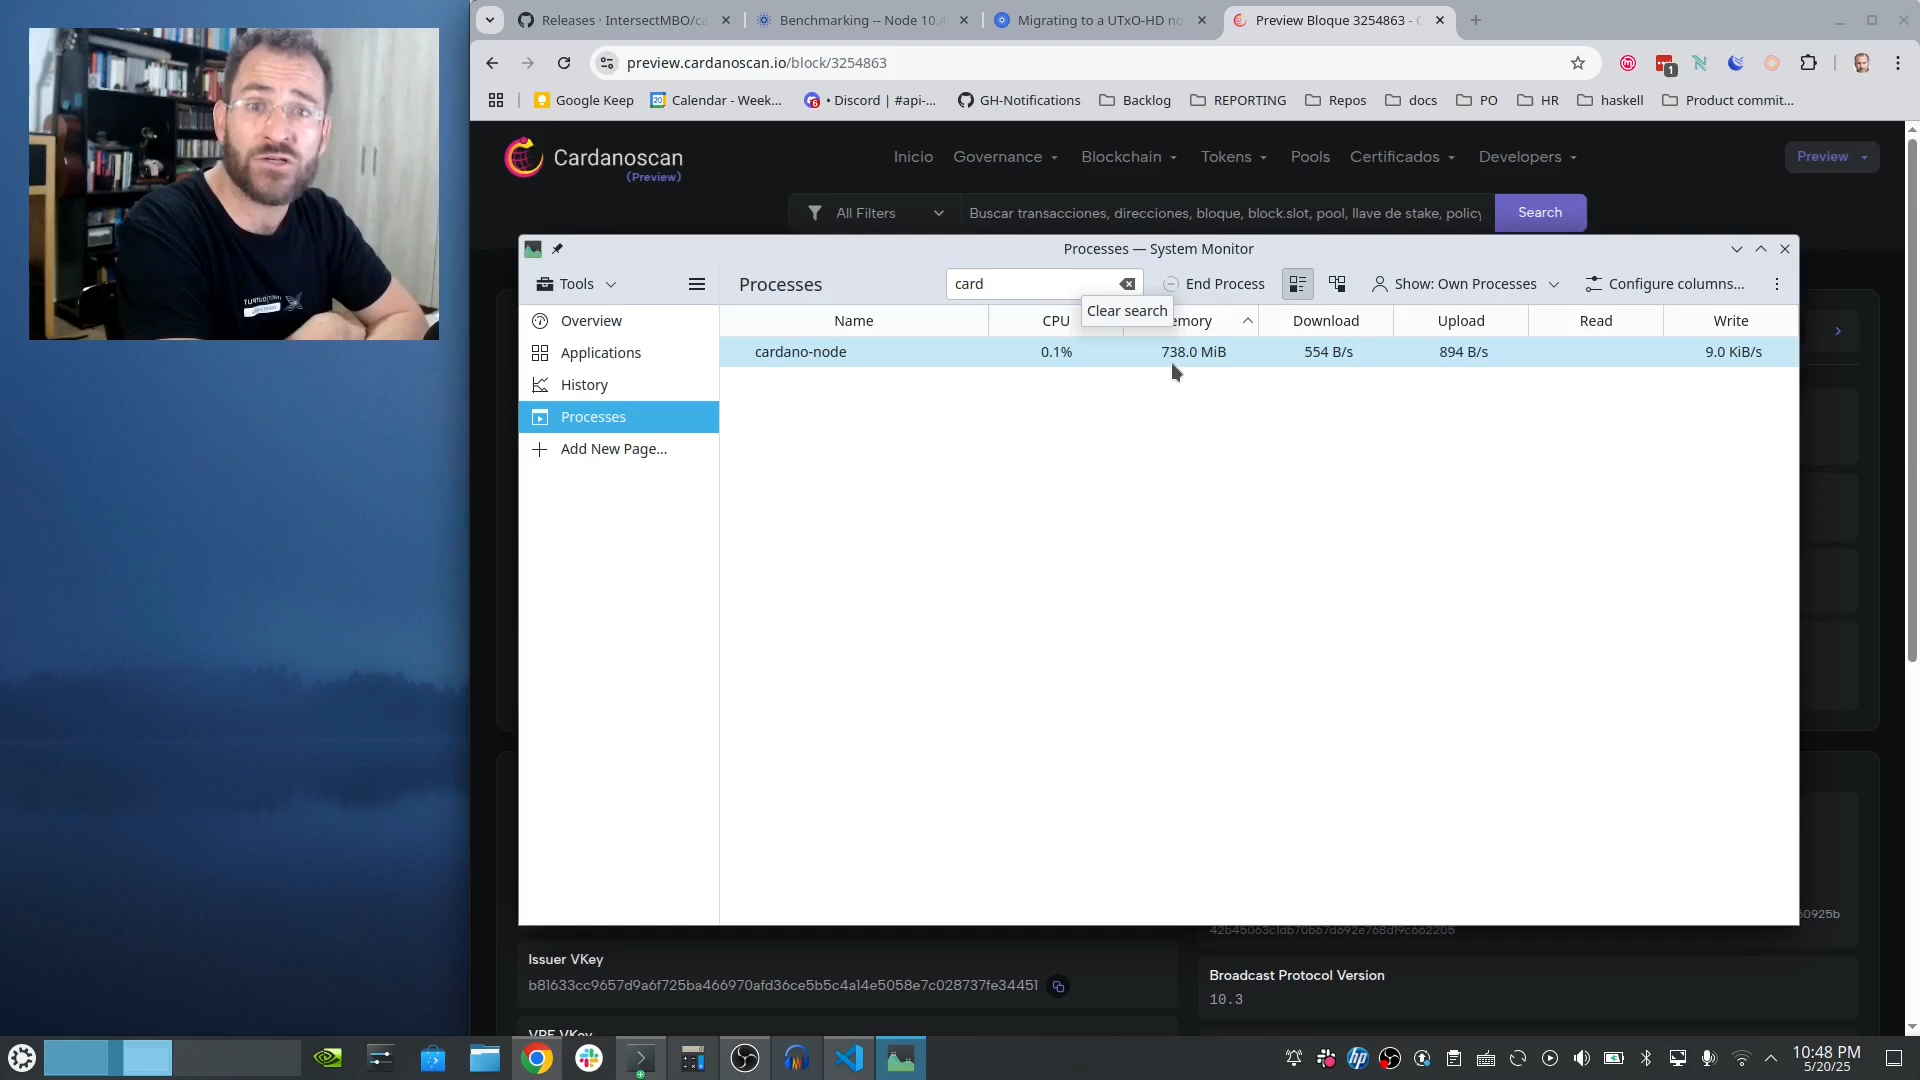 Releases · IntersectMBO/ca
Benchmarking -- Node 10.4
Migrating to a UTxO-HD no
Preview Bloque 3254863 - C
preview.cardanoscan.io/block/3254863
1
Google Keep
Calendar - Week...
• Discord | #api-...
GH-Notifications
Backlog
REPORTING
Repos
docs
PO
HR
haskell
Product commit...
Cardanoscan
(Preview)
Inicio
Governance
Blockchain
Tokens
Pools
Certificados
Developers
Preview
All Filters
Buscar transacciones, direcciones, bloque, block.slot, pool, llave de stake, policy
Search
Processes — System Monitor
Tools
Processes
card
End Process
Show: Own Processes
Configure columns...
Clear search
Overview
Applications
History
Processes
Add New Page...
Name
CPU
emory
Download
Upload
Read
Write
cardano-node
0.1%
738.0 MiB
554 B/s
894 B/s
9.0 KiB/s
Issuer VKey
b81633cc9657d9a6f725ba466970afd36ce5b5c4a14e5058e7c028737fe34451
Broadcast Protocol Version
10.3
VRF VKey
10:48 PM
5/20/25